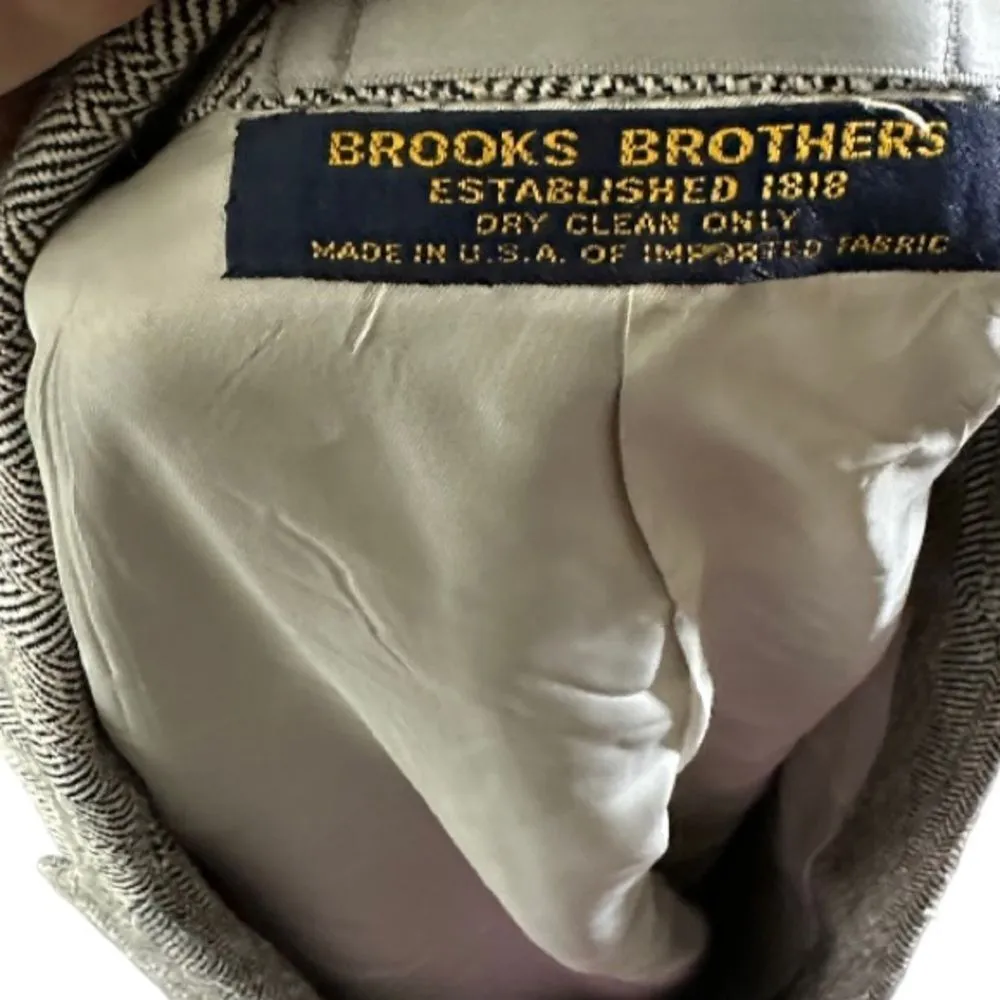 BROOKS BROTHERS
ESTABLISHED 1818
DRY CLEAN ONLY
MADE IN U.S.A. OF IMPORTED FABRIC